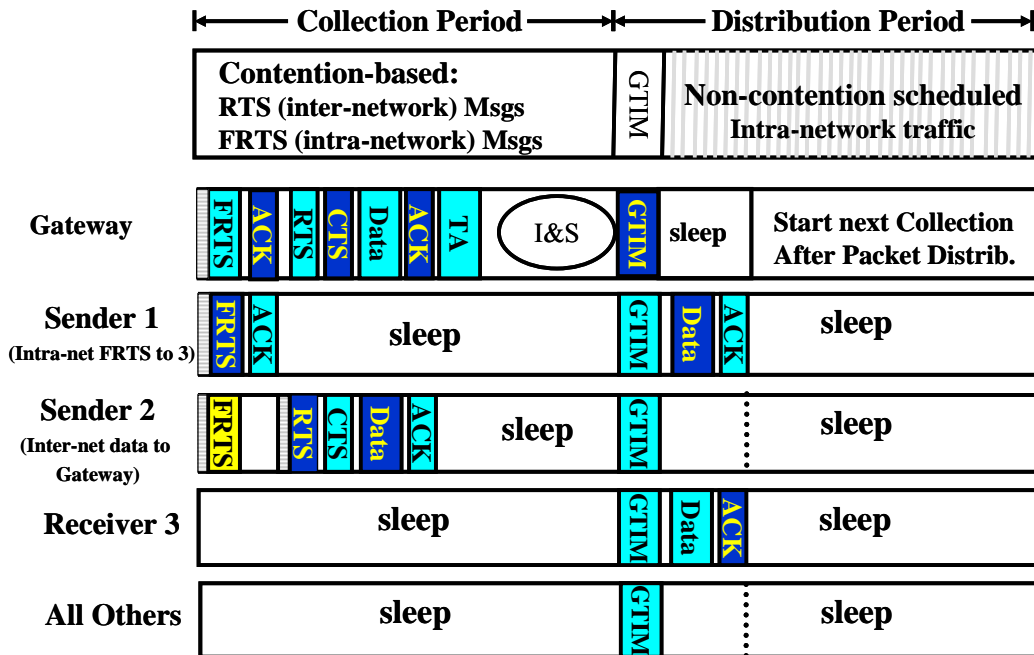 Collection Period
Distribution Period
Contention-based:
RTS (inter-network) Msgs
FRTS (intra-network) Msgs
GTIM
Non-contention scheduled
Intra-network traffic
Gateway
FRTS
ACK
RTS
CTS
Data
ACK
TA
I&S
GTIM
sleep
Start next Collection
After Packet Distrib.
Sender 1
(Intra-net FRTS to 3)
FRTS
ACK
sleep
GTIM
Data
ACK
sleep
Sender 2
(Inter-net data to
Gateway)
FRTS
RTS
CTS
Data
ACK
sleep
GTIM
sleep
Receiver 3
sleep
GTIM
Data
ACK
sleep
All Others
sleep
GTIM
sleep